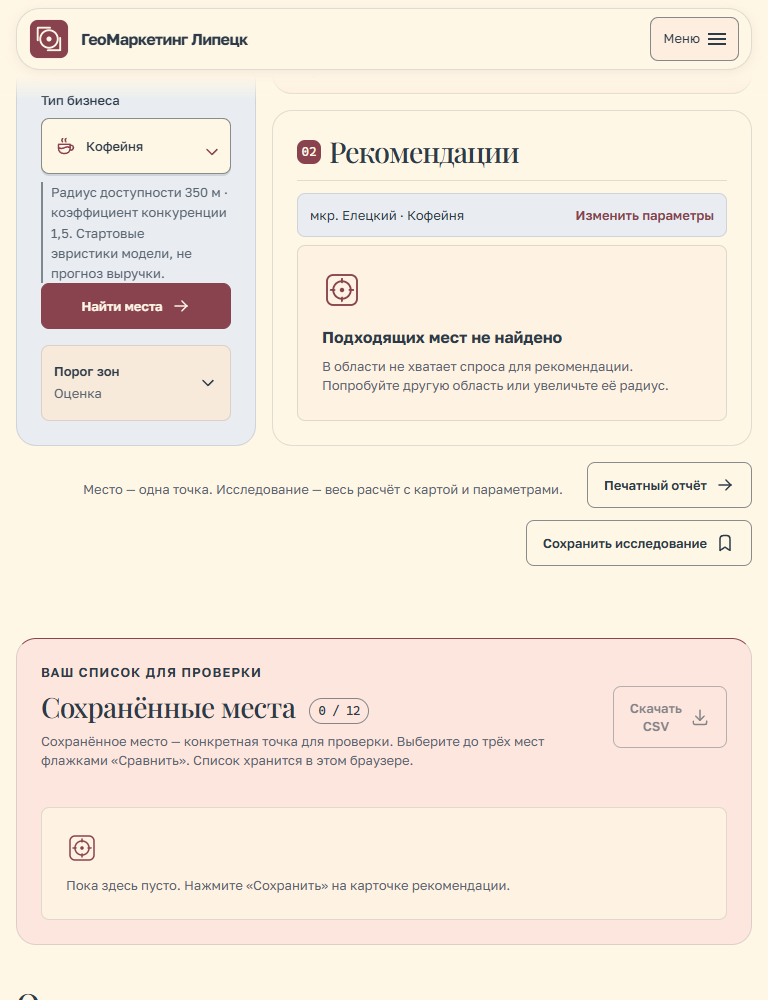 ГеоМаркетинг Липецк
Меню
Тип бизнеса
Кофейня
Радиус доступности 350 м ·
коэффициент конкуренции
1,5. Стартовые
эвристики модели, не
прогноз выручки.
Найти места
Порог зон
Оценка
02 Рекомендации
мкр. Елецкий · Кофейня
Изменить параметры
Подходящих мест не найдено
В области не хватает спроса для рекомендации.
Попробуйте другую область или увеличьте её радиус.
Место — одна точка. Исследование — весь расчёт с картой и параметрами.
Печатный отчёт
Сохранить исследование
ВАШ СПИСОК ДЛЯ ПРОВЕРКИ
Сохранённые места 0 / 12
Сохранённое место — конкретная точка для проверки. Выберите до трёх мест
флажками «Сравнить». Список хранится в этом браузере.
Скачать
CSV
Пока здесь пусто. Нажмите «Сохранить» на карточке рекомендации.